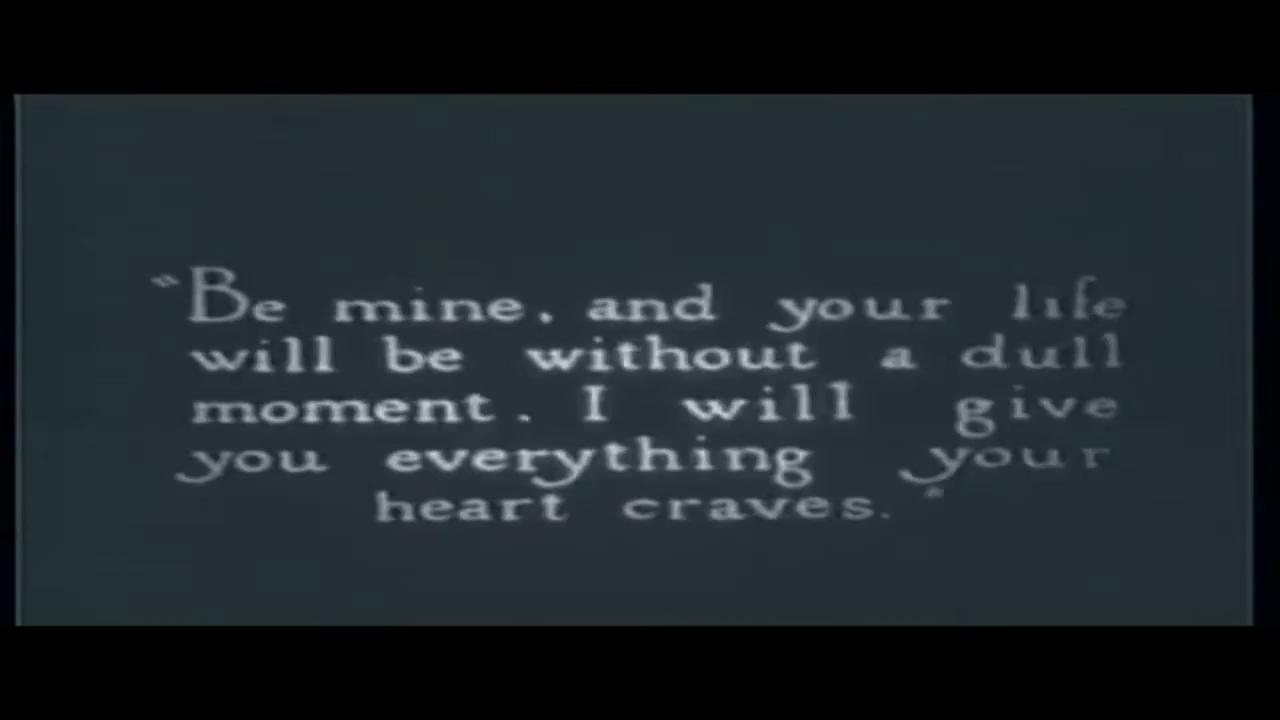 "Be mine, and your life
will be without a dull
moment. I will give
you everything your
heart craves."